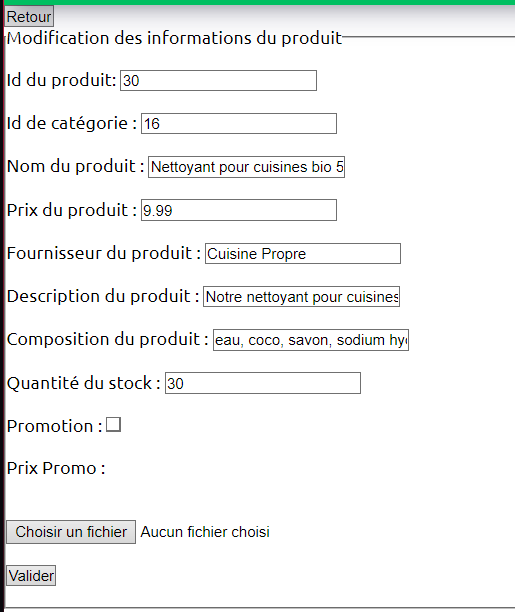 Retour
Modification des informations du produit
Id du produit: 30
Id de catégorie : 16
Nom du produit : Nettoyant pour cuisines bio 5
Prix du produit : 9.99
Fournisseur du produit : Cuisine Propre
Description du produit : Notre nettoyant pour cuisines
Composition du produit : eau, coco, savon, sodium hy
Quantité du stock : 30
Promotion :
Prix Promo :
Choisir un fichier Aucun fichier choisi
Valider